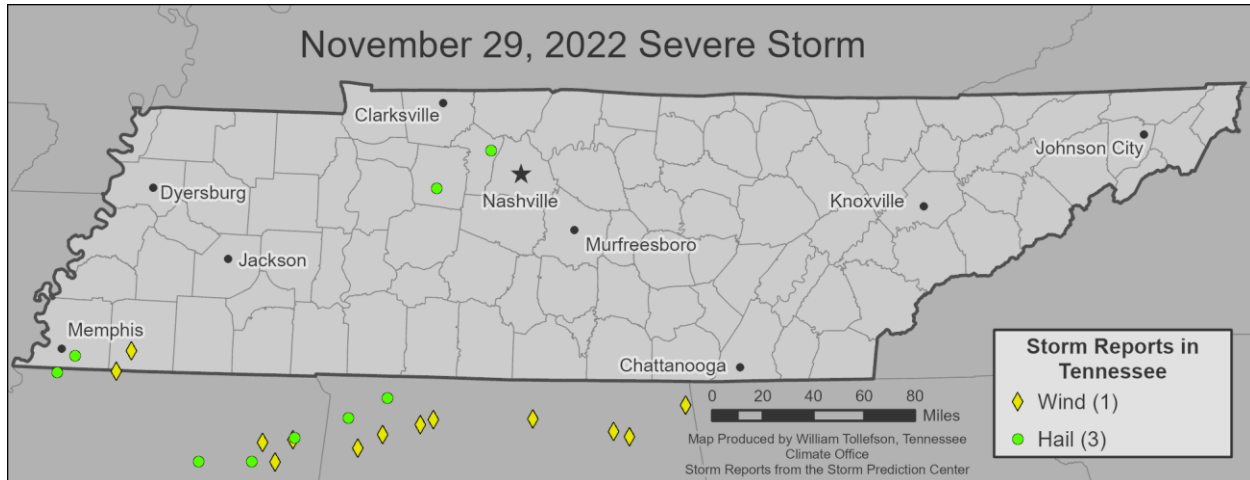 November 29, 2022 Severe Storm
Clarksville
Johnson City
Dyersburg
Nashville
Knoxville
Murfreesboro
Jackson
Memphis
Chattanooga
Storm Reports in
Tennessee
Wind (1)
Hail (3)
0 20 40 60 80
Miles
Map Produced by William Tollefson, Tennessee
Climate Office
Storm Reports from the Storm Prediction Center